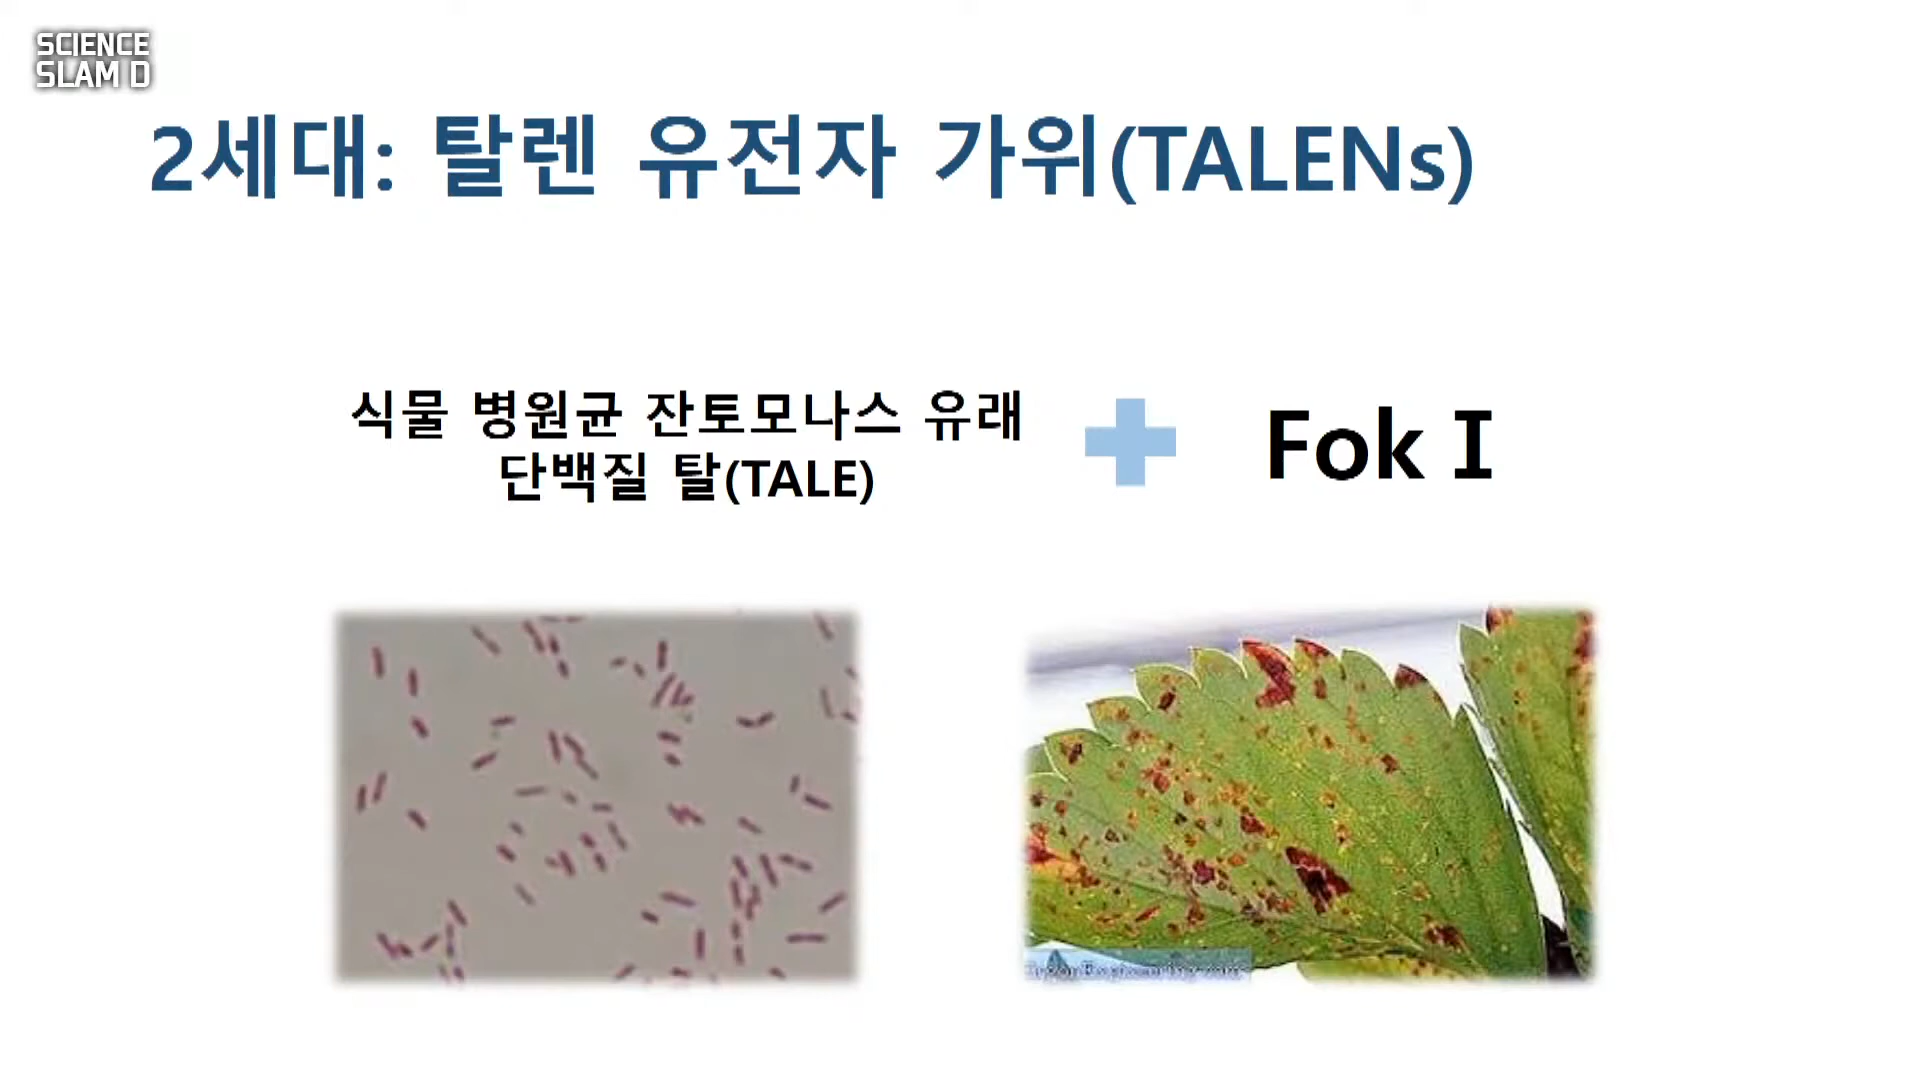 SCIENCE
SLAM D
2세대: 탈렌 유전자 가위(TALENs)
식물 병원균 잔토모나스 유래
단백질 탈(TALE)
Fok I